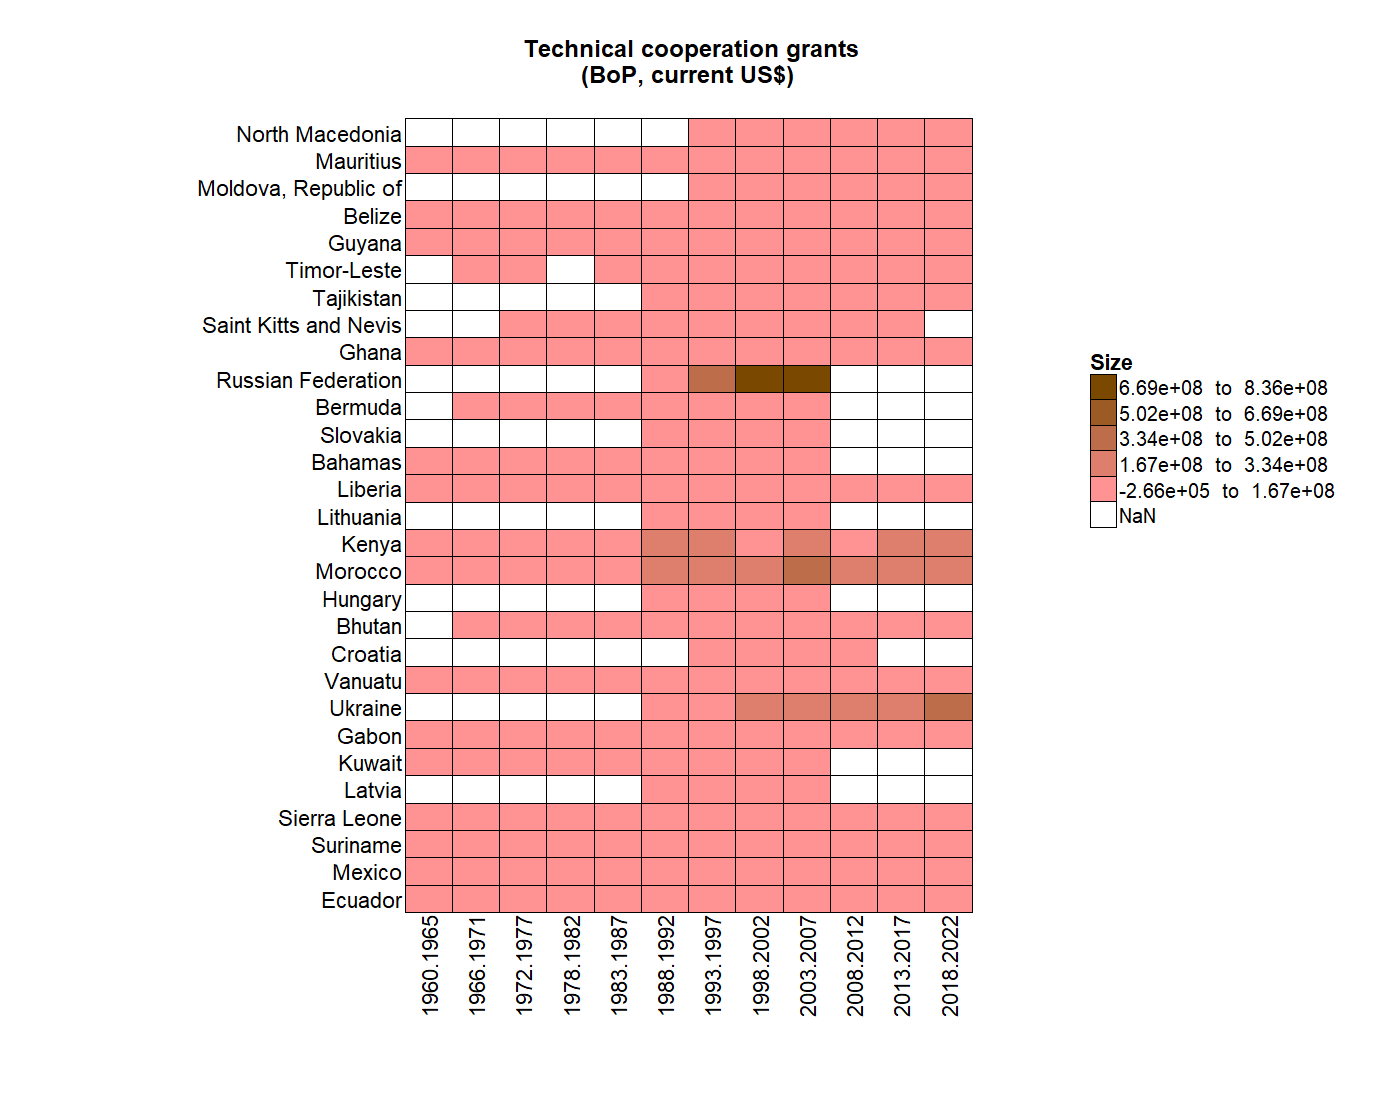 Technical cooperation grants
(BoP, current US$)
North Macedonia
Mauritius
Moldova, Republic of
Belize
Guyana
Timor-Leste
Tajikistan
Saint Kitts and Nevis
Ghana
Russian Federation
Bermuda
Slovakia
Bahamas
Liberia
Lithuania
Kenya
Morocco
Hungary
Bhutan
Croatia
Vanuatu
Ukraine
Gabon
Kuwait
Latvia
Sierra Leone
Suriname
Mexico
Ecuador
1960.1965
1966.1971
1972.1977
1978.1982
1983.1987
1988.1992
1993.1997
1998.2002
2003.2007
2008.2012
2013.2017
2018.2022
Size
6.69e+08 to 8.36e+08
5.02e+08 to 6.69e+08
3.34e+08 to 5.02e+08
1.67e+08 to 3.34e+08
-2.66e+05 to 1.67e+08
NaN